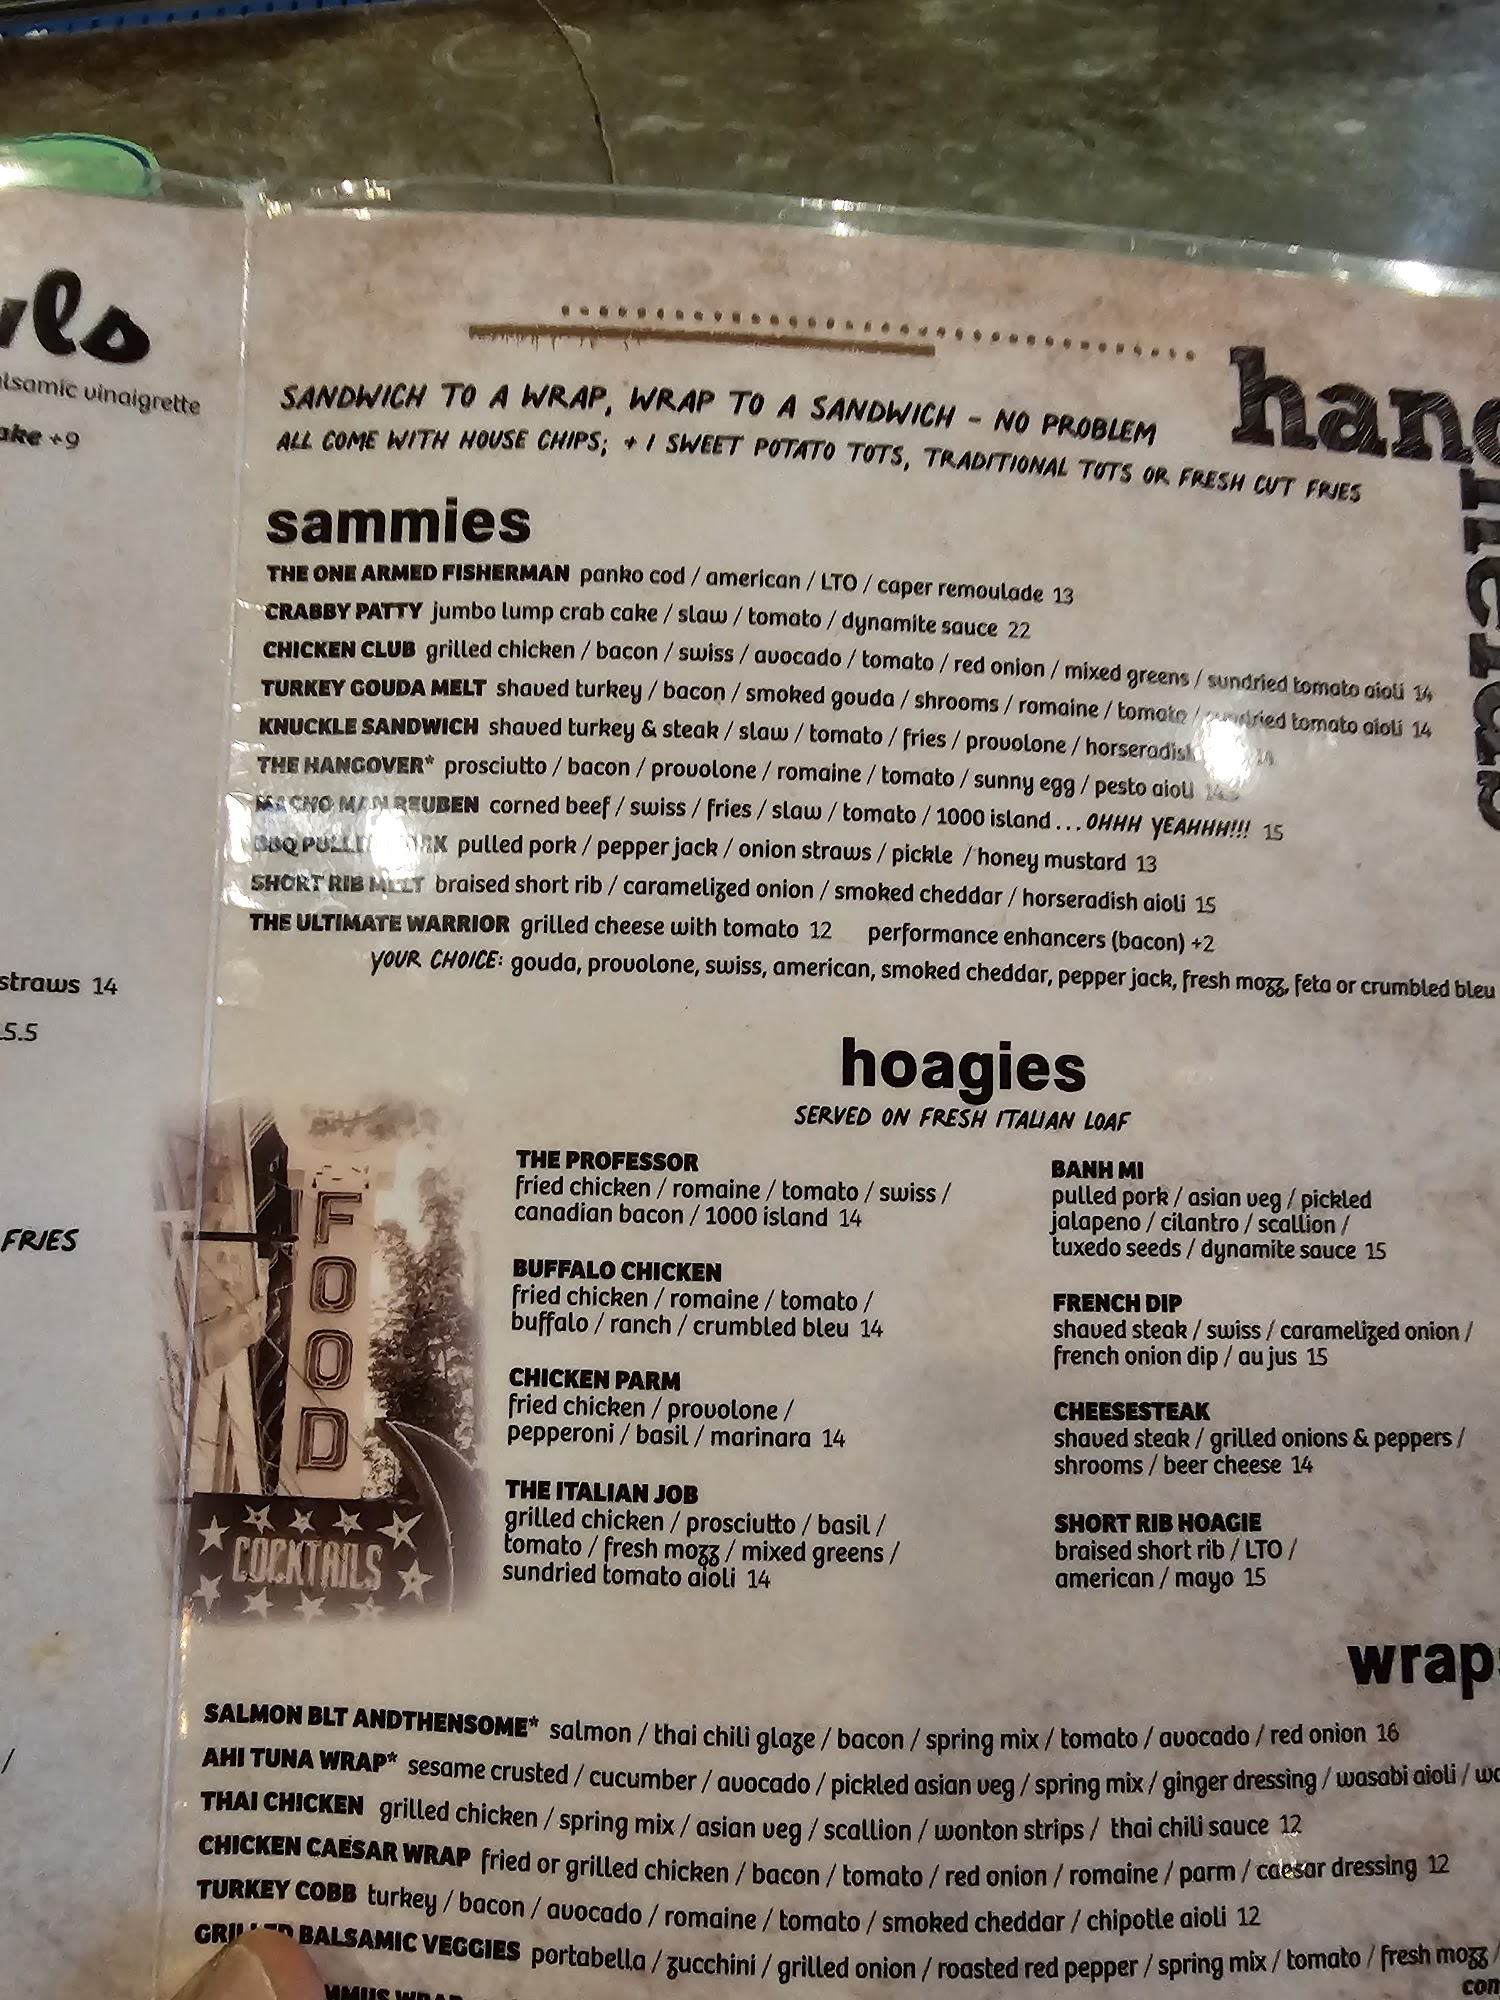 alsamic vinaigrette
+9
straws 14
FRIES
SANDWICH TO A WRAP, WRAP TO A SANDWICH - NO PROBLEM
ALL COME WITH HOUSE CHIPS; + 1 SWEET POTATO TOTS, TRADITIONAL TOTS OR FRESH CUT FRIES
sammies
THE ONE ARMED FISHERMAN panko cod / american / LTO / caper remoulade 13
CRABBY PATTY jumbo lump crab cake / slaw / tomato / dynamite sauce 22
CHICKEN CLUB grilled chicken / bacon / swiss / avocado / tomato / red onion / mixed greens / sundried tomato aioli 14
TURKEY GOUDA MELT shaved turkey / bacon / smoked gouda / shrooms / romaine / tomato / sundried tomato aioli 14
KNUCKLE SANDWICH shaved turkey & steak / slaw / tomato / fries / provolone / horseradish 14
THE HANGOVER* prosciutto / bacon / provolone / romaine / tomato / sunny egg / pesto aioli
MACHO MAN REUBEN corned beef / swiss / fries / slaw / tomato / 1000 island ... OHHH YEAHHH!!! 15
BBQ PULLED PORK pulled pork / pepper jack / onion straws / pickle / honey mustard 13
SHORT RIB MELT braised short rib / caramelized onion / smoked cheddar / horseradish aioli 15
THE ULTIMATE WARRIOR grilled cheese with tomato 12 performance enhancers (bacon) +2
YOUR CHOICE: gouda, provolone, swiss, american, smoked cheddar, pepper jack, fresh mozz, feta or crumbled bleu
hoagies
SERVED ON FRESH ITALIAN LOAF
THE PROFESSOR
fried chicken / romaine / tomato / swiss /
canadian bacon / 1000 island 14
BUFFALO CHICKEN
fried chicken / romaine / tomato /
buffalo / ranch / crumbled bleu 14
CHICKEN PARM
fried chicken / provolone /
pepperoni / basil / marinara 14
THE ITALIAN JOB
grilled chicken / prosciutto / basil /
tomato / fresh mozz / mixed greens /
sundried tomato aioli 14
BANH MI
pulled pork / asian veg / pickled
jalapeno / cilantro / scallion /
tuxedo seeds / dynamite sauce 15
FRENCH DIP
shaved steak / swiss / caramelized onion /
french onion dip / au jus 15
CHEESESTEAK
shaved steak / grilled onions & peppers /
shrooms / beer cheese 14
SHORT RIB HOAGIE
braised short rib / LTO /
american / mayo 15
FOOD
COCKTAILS
wrap
SALMON BLT ANDTHENSOME* salmon / thai chili glaze / bacon / spring mix / tomato / avocado / red onion 16
AHI TUNA WRAP* sesame crusted / cucumber / avocado / pickled asian veg / spring mix / ginger dressing / wasabi aioli /
THAI CHICKEN grilled chicken / spring mix / asian veg / scallion / wonton strips / thai chili sauce 12
CHICKEN CAESAR WRAP fried or grilled chicken / bacon / tomato / red onion / romaine / parm / caesar dressing 12
TURKEY COBB turkey / bacon / avocado / romaine / tomato / smoked cheddar / chipotle aioli 12
GRILLED BALSAMIC VEGGIES portabella / zucchini / grilled onion / roasted red pepper / spring mix / tomato / fresh mozz /
WRAP